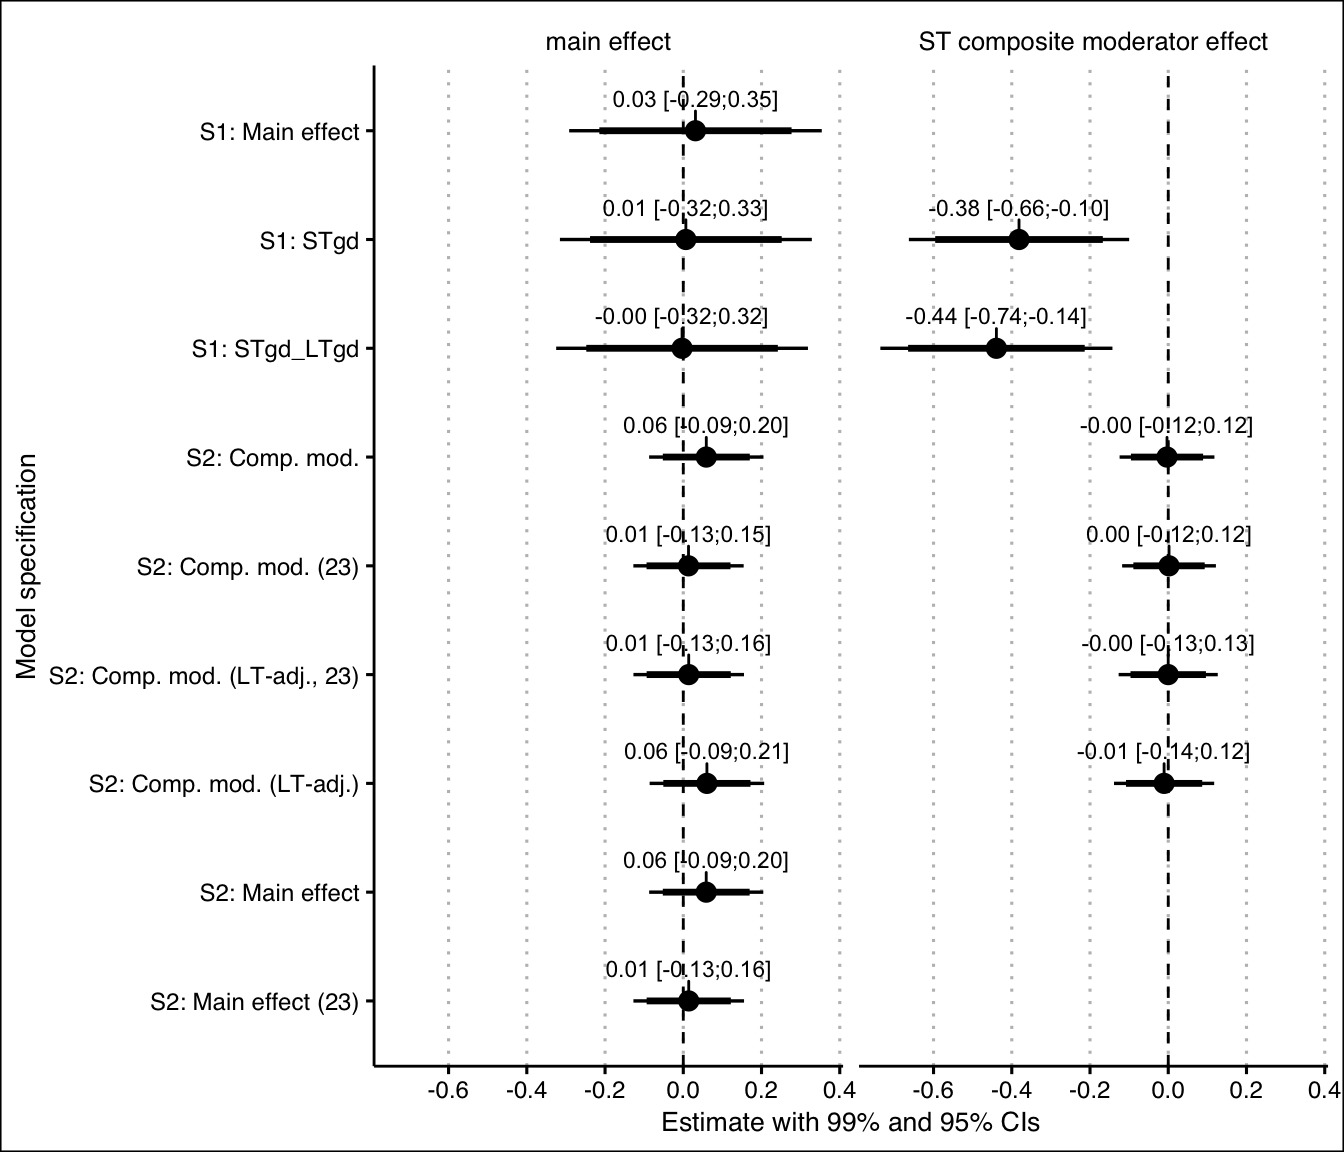 main effect
ST composite moderator effect
Model specification
S1: Main effect
0.03 [-0.29;0.35]
S1: STgd
0.01 [-0.32;0.33]
-0.38 [-0.66;-0.10]
S1: STgd_LTgd
-0.00 [-0.32;0.32]
-0.44 [-0.74;-0.14]
S2: Comp. mod.
0.06 [-0.09;0.20]
-0.00 [-0.12;0.12]
S2: Comp. mod. (23)
0.01 [-0.13;0.15]
0.00 [-0.12;0.12]
S2: Comp. mod. (LT-adj., 23)
0.01 [-0.13;0.16]
-0.00 [-0.13;0.13]
S2: Comp. mod. (LT-adj.)
0.06 [-0.09;0.21]
-0.01 [-0.14;0.12]
S2: Main effect
0.06 [-0.09;0.20]
S2: Main effect (23)
0.01 [-0.13;0.16]
-0.6 -0.4 -0.2 0.0 0.2 0.4
-0.6 -0.4 -0.2 0.0 0.2 0.4
Estimate with 99% and 95% CIs